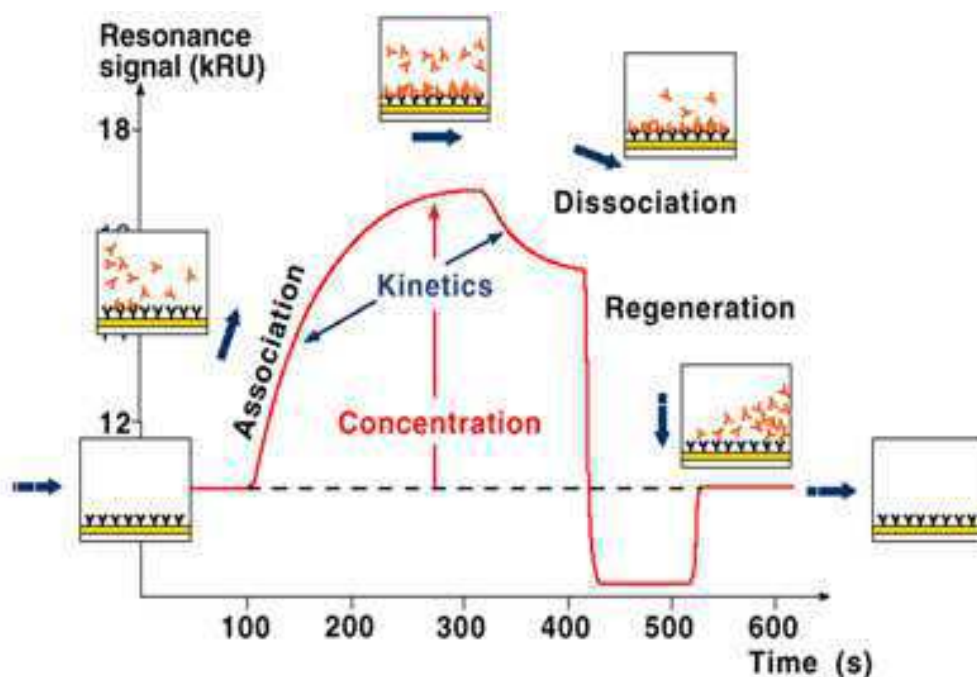 Resonance
signal (kRU)
18
12
Association
Kinetics
Concentration
Dissociation
Regeneration
100 200 300 400 500 600
Time (s)